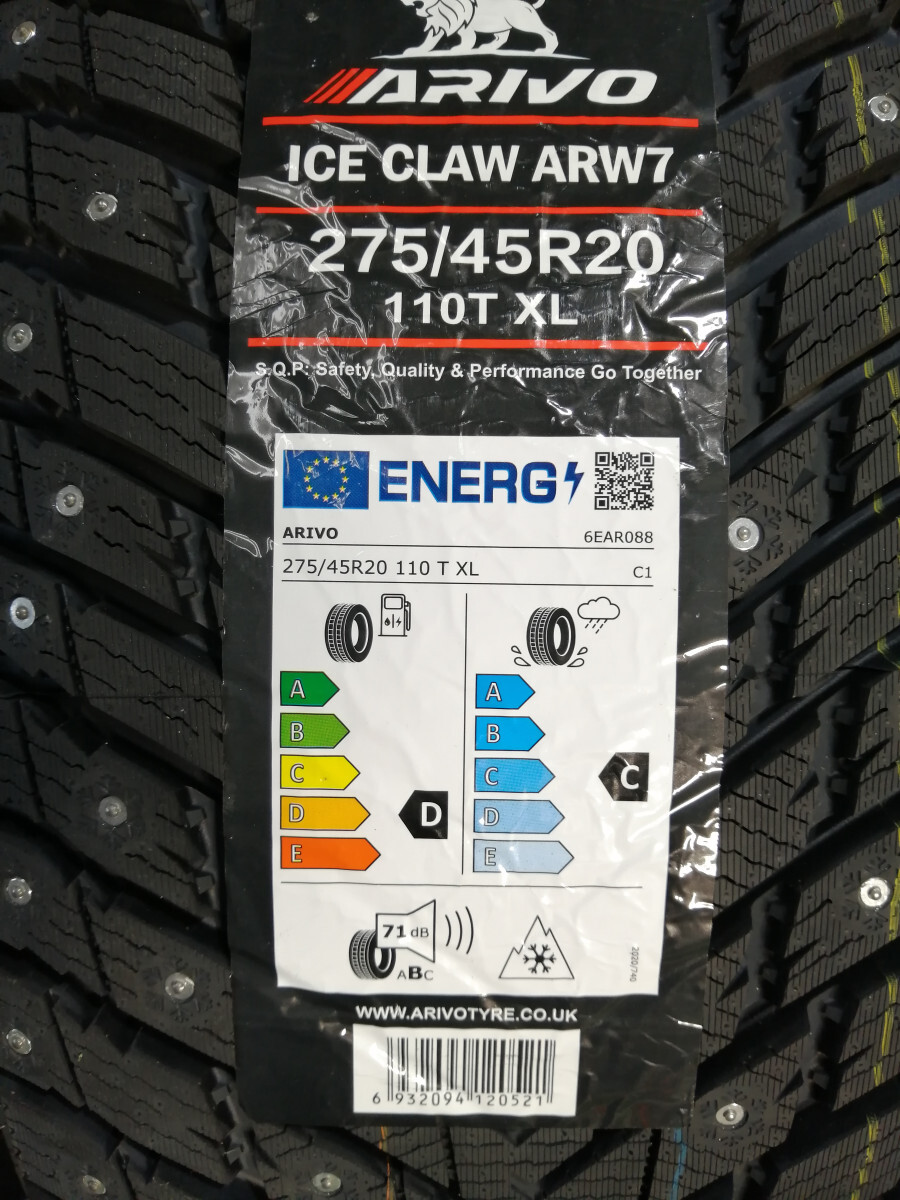 ARIVO
ICE CLAW ARW7
275/45R20
110T XL
S.Q.P: Safety, Quality & Performance Go Together
ENERG
ARIVO 6EAR088
275/45R20 110 T XL C1
A A
B B
C C C
D D D
E E
71 dB
ABC
2020/740
WWW.ARIVOTYRE.CO.UK
6 932094 120521